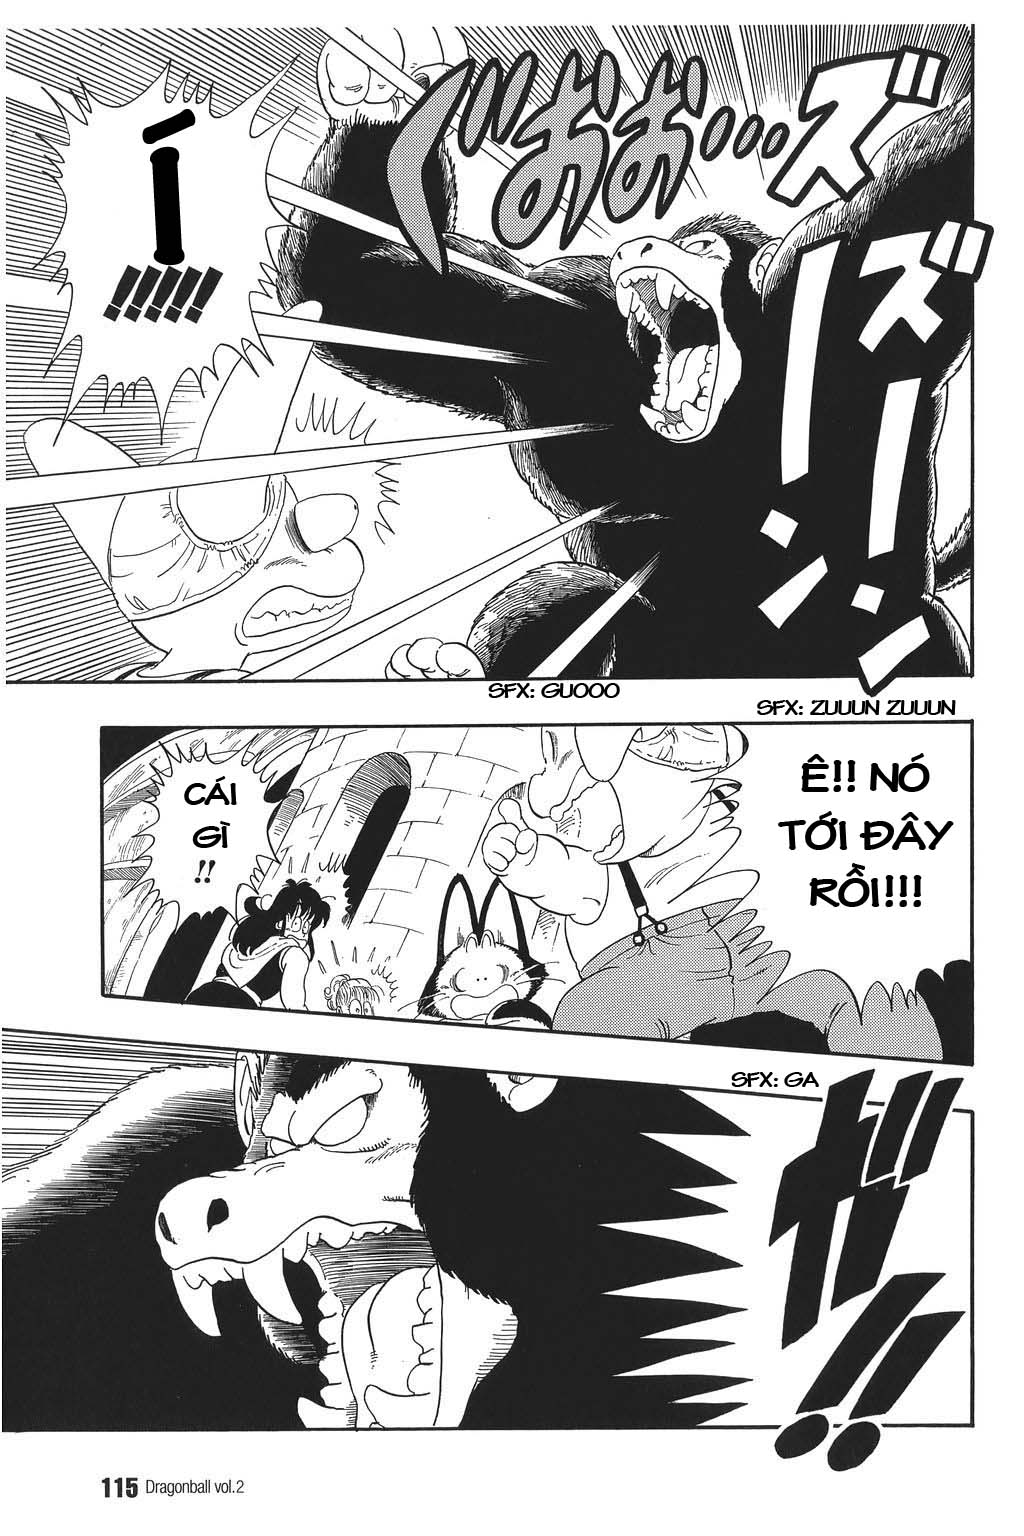 Í
!!!!!
ぐおおお…
ズーン
ズーン
SFX: GUOOO
SFX: ZUUUN ZUUUN
Ê!! NÓ
TỚI ĐÂY
RỒI!!!
CÁI
GÌ
!!
SFX: GA
ガ!!
115 Dragonball vol.2